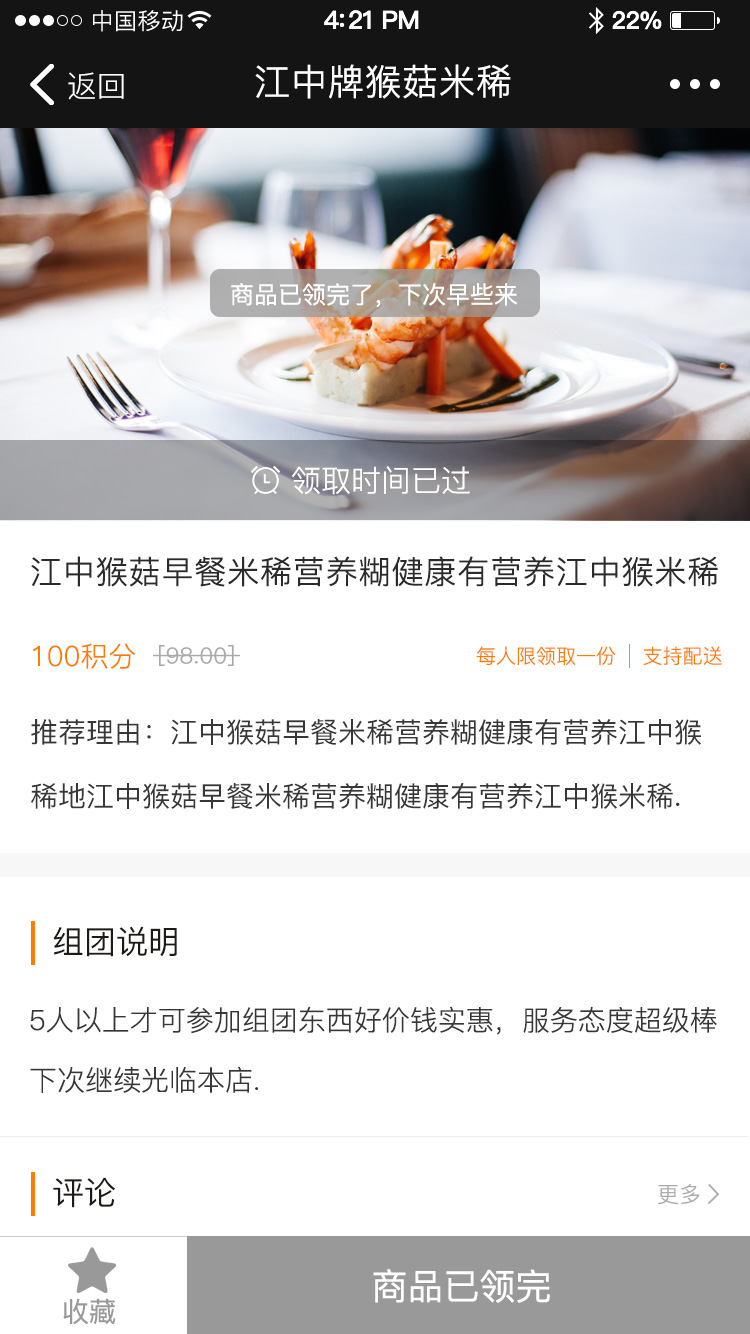 中国移动 4:21 PM 22%
返回 江中牌猴菇米稀
商品已领完了，下次早些来
领取时间已过
江中猴菇早餐米稀营养糊健康有营养江中猴米稀
100积分 [98.00] 每人限领取一份 | 支持配送
推荐理由：江中猴菇早餐米稀营养糊健康有营养江中猴
稀地江中猴菇早餐米稀营养糊健康有营养江中猴米稀.
组团说明
5人以上才可参加组团东西好价钱实惠，服务态度超级棒
下次继续光临本店.
评论 更多
收藏 商品已领完